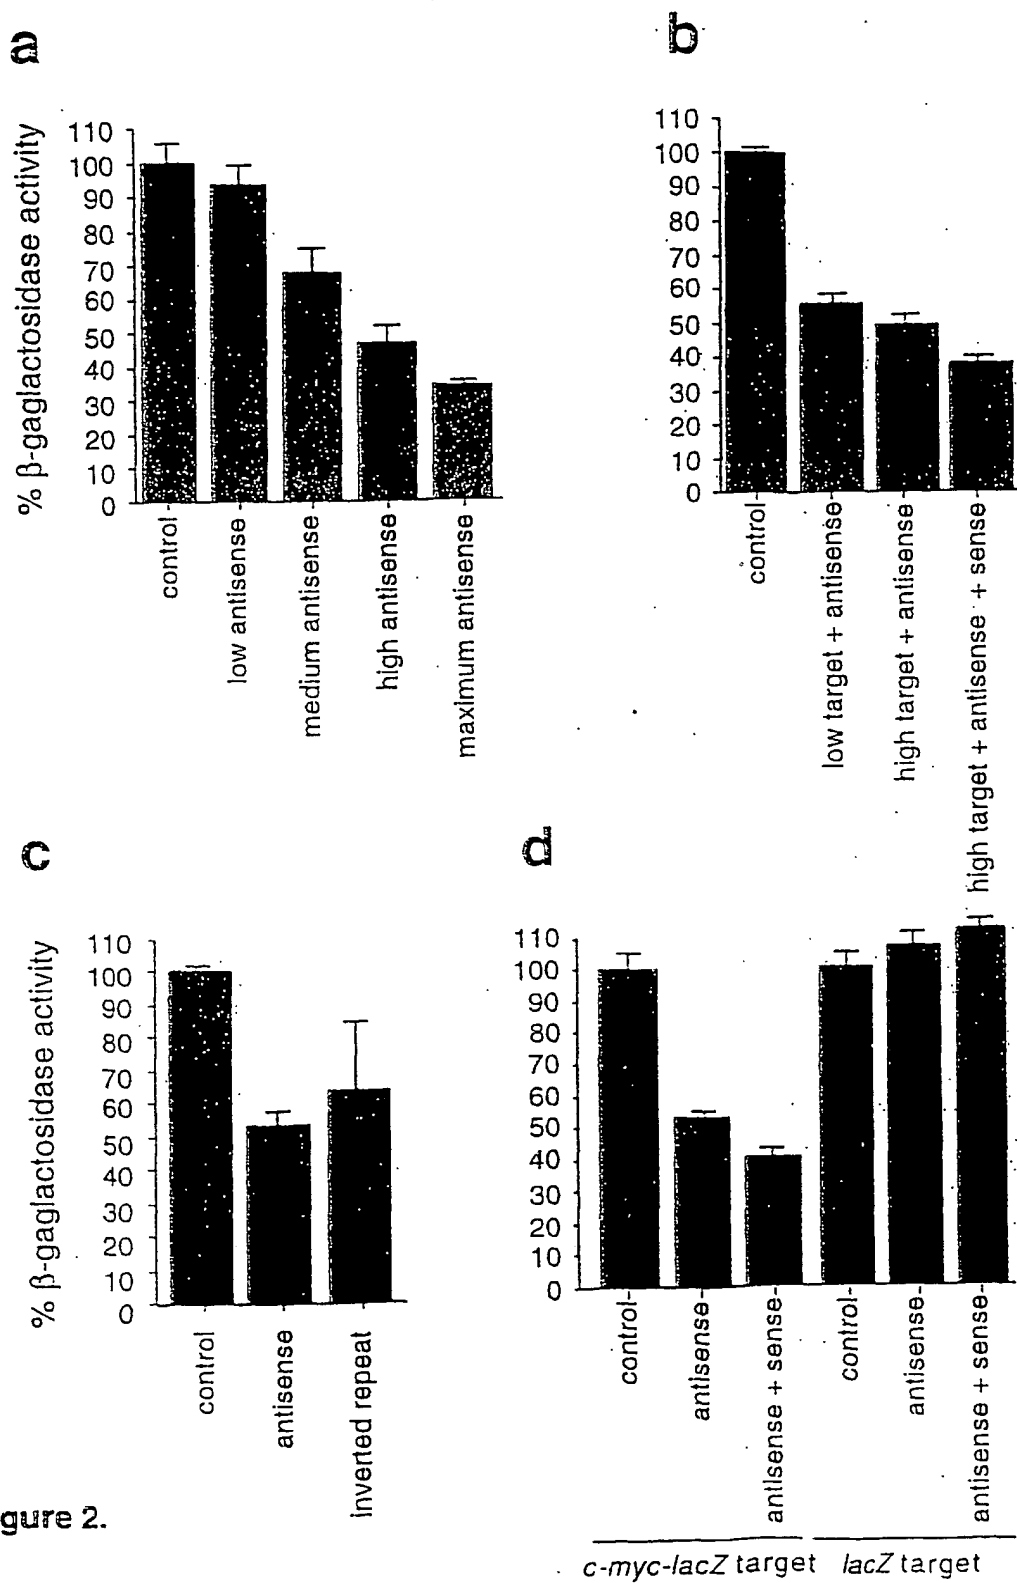 a
% β-gaglactosidase activity
110
100
90
80
70
60
50
40
30
20
10
0
control
low antisense
medium antisense
high antisense
maximum antisense
b
110
100
90
80
70
60
50
40
30
20
10
0
control
low target + antisense
high target + antisense
high target + antisense + sense
c
% β-gaglactosidase activity
110
100
90
80
70
60
50
40
30
20
10
0
control
antisense
inverted repeat
d
110
100
90
80
70
60
50
40
30
20
10
0
control
antisense
antisense + sense
control
antisense
antisense + sense
c-myc-lacZ target
lacZ target
gure 2.